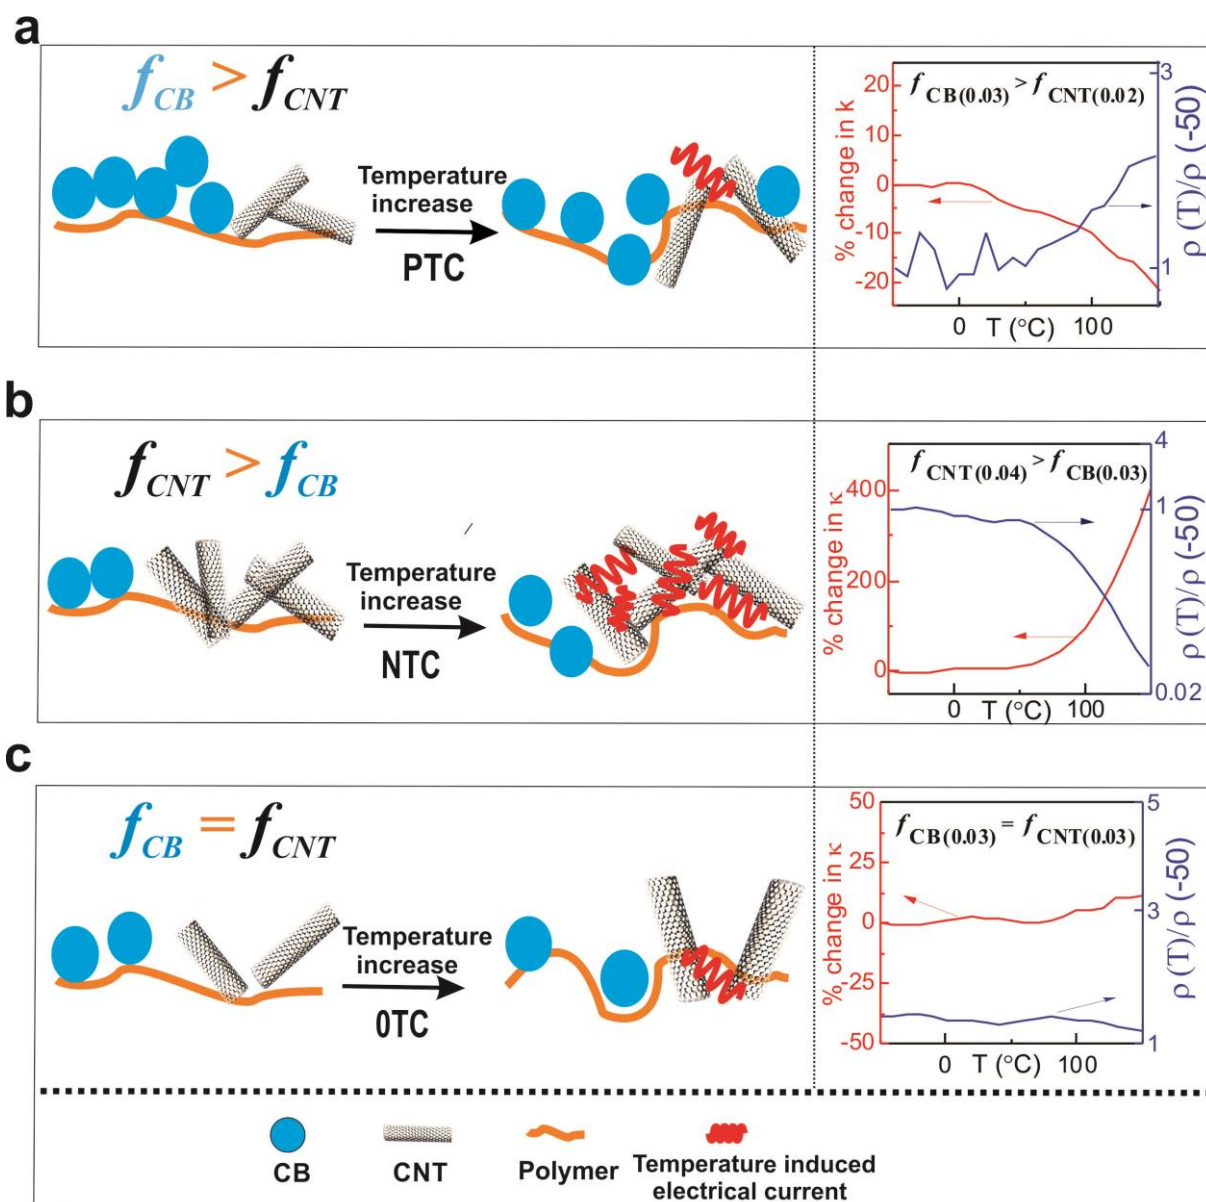 a
fCB > fCNT
Temperature
increase
PTC
fCB(0.03) > fCNT(0.02)
% change in k
20
10
0
-10
-20
0
T (°C)
100
3
1
ρ (T)/ρ (-50)
b
fCNT > fCB
Temperature
increase
NTC
fCNT(0.04) > fCB(0.03)
% change in κ
400
200
0
0
T (°C)
100
4
1
0.02
ρ (T)/ρ (-50)
c
fCB = fCNT
Temperature
increase
0TC
fCB(0.03) = fCNT(0.03)
% change in κ
50
25
0
-25
-50
0
T (°C)
100
5
3
1
ρ (T)/ρ (-50)
CB
CNT
Polymer
Temperature induced
electrical current